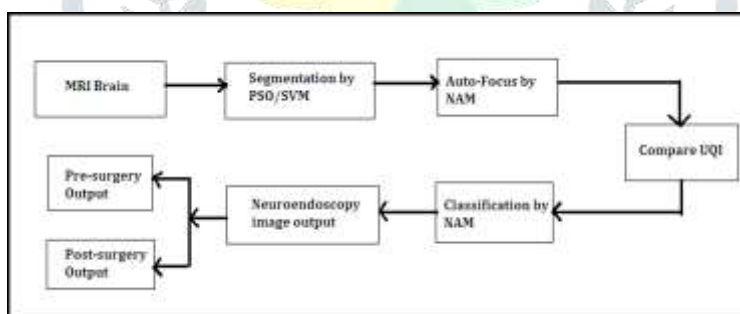 MRI Brain
Segmentation by
PSO/SVM
Auto-Focus by
NAM
Compare UQI
Classification by
NAM
Neuroendoscopy
image output
Pre-surgery
Output
Post-surgery
Output